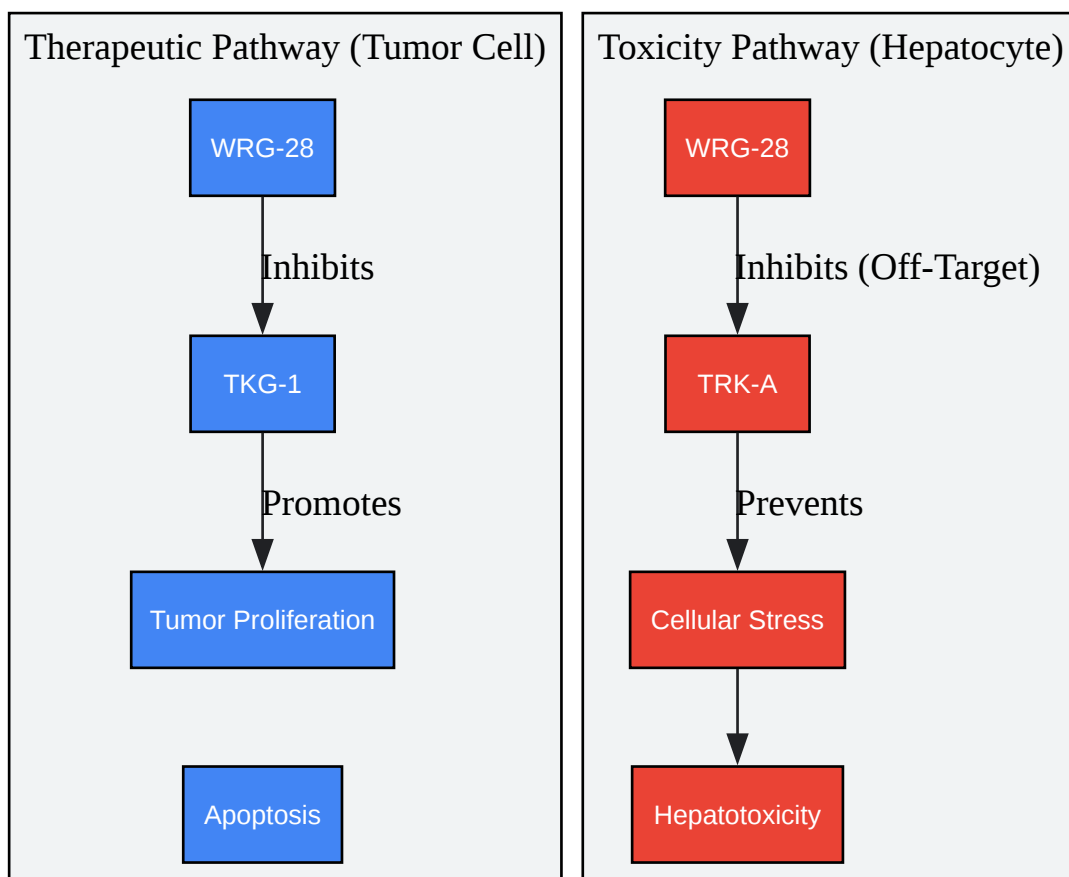 Therapeutic Pathway (Tumor Cell)
WRG-28
Inhibits
TKG-1
Promotes
Tumor Proliferation
Apoptosis
Toxicity Pathway (Hepatocyte)
WRG-28
Inhibits (Off-Target)
TRK-A
Prevents
Cellular Stress
Hepatotoxicity